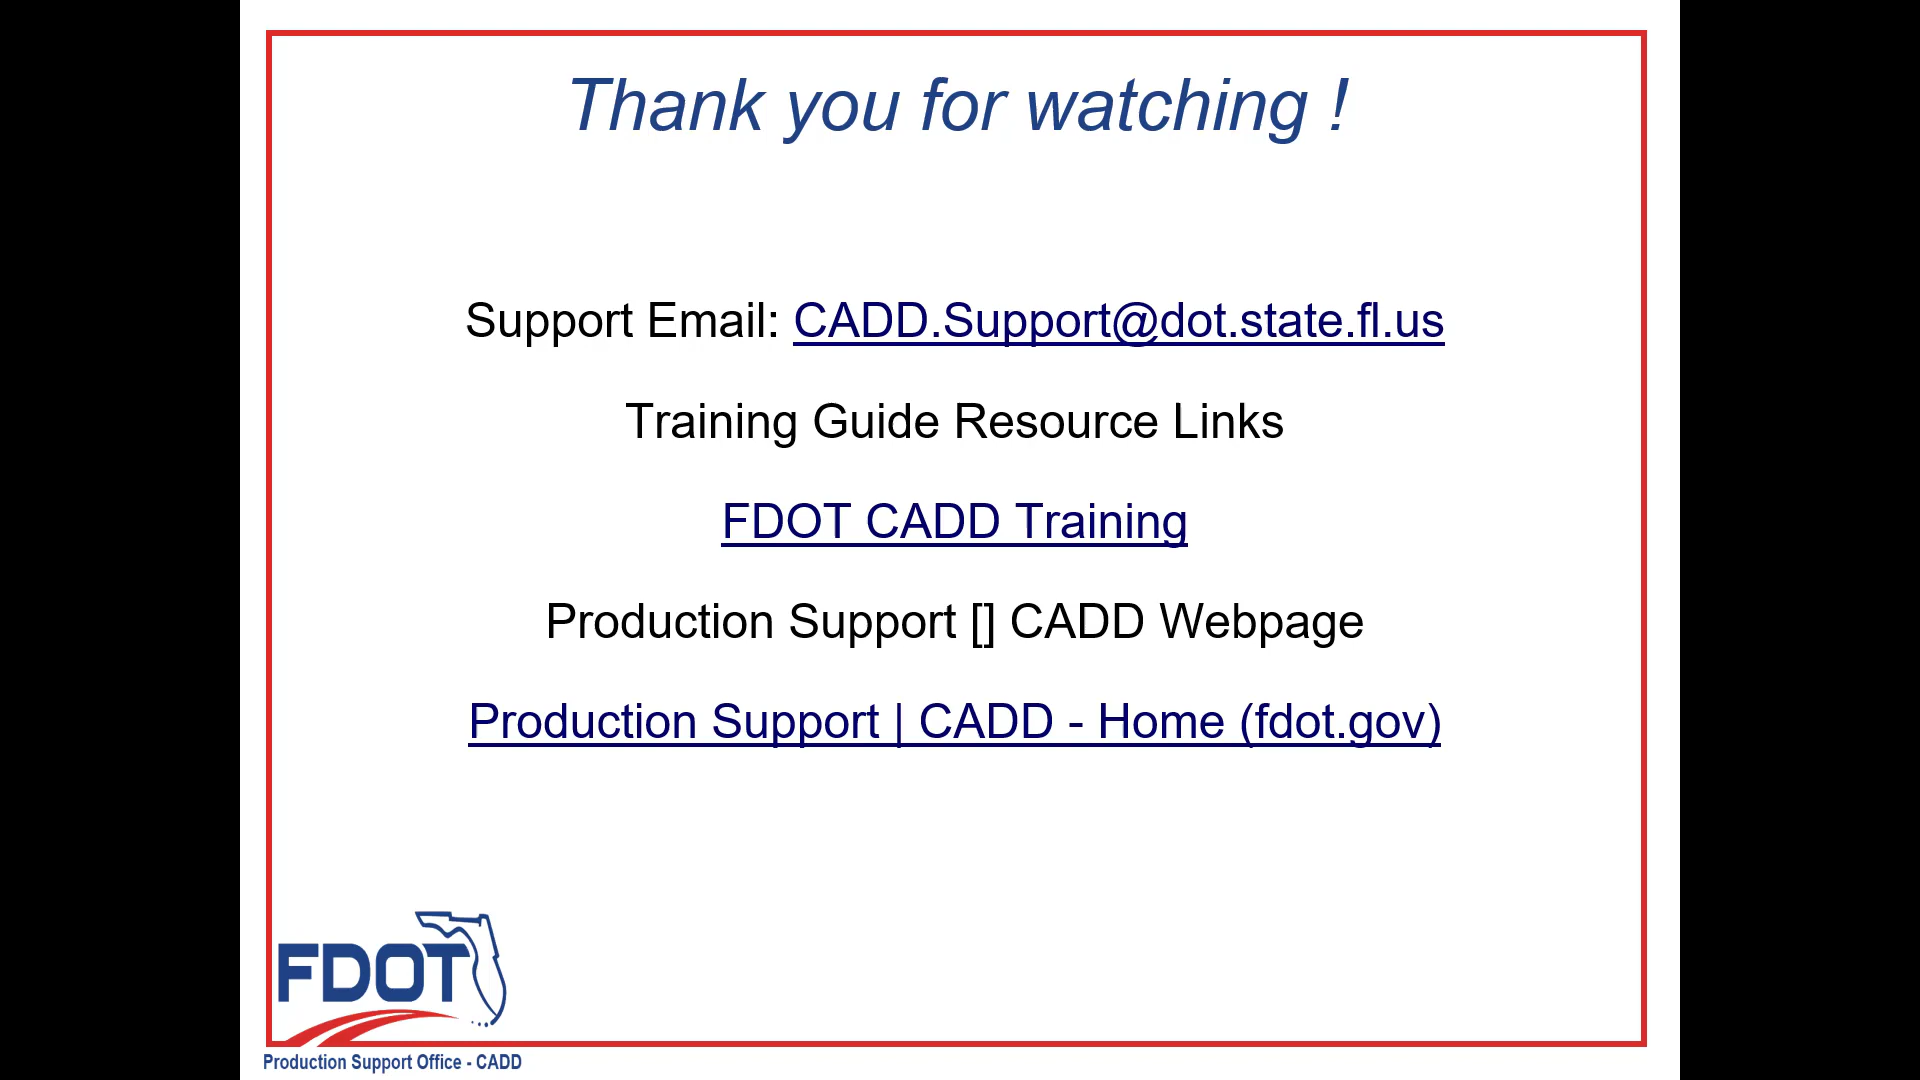 Thank you for watching !
Support Email: CADD.Support@dot.state.fl.us
Training Guide Resource Links
FDOT CADD Training
Production Support [] CADD Webpage
Production Support | CADD - Home (fdot.gov)
FDOT
Production Support Office - CADD